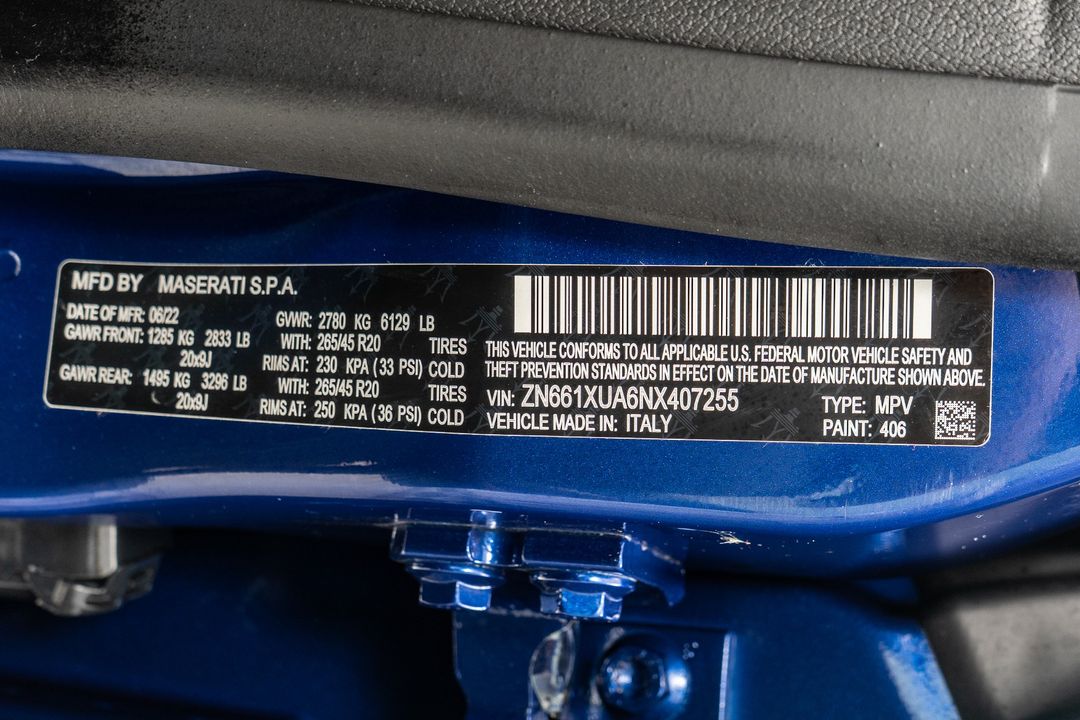 MFD BY MASERATI S.P.A.
DATE OF MFR: 06/22
GAWR FRONT: 1285 KG 2833 LB
20x9J
GAWR REAR: 1495 KG 3296 LB
20x9J
GVWR: 2780 KG 6129 LB
WITH: 265/45 R20 TIRES
RIMS AT: 230 KPA (33 PSI) COLD
WITH: 265/45 R20 TIRES
RIMS AT: 250 KPA (36 PSI) COLD
THIS VEHICLE CONFORMS TO ALL APPLICABLE U.S. FEDERAL MOTOR VEHICLE SAFETY AND
THEFT PREVENTION STANDARDS IN EFFECT ON THE DATE OF MANUFACTURE SHOWN ABOVE.
VIN: ZN661XUA6NX407255
VEHICLE MADE IN: ITALY
TYPE: MPV
PAINT: 406